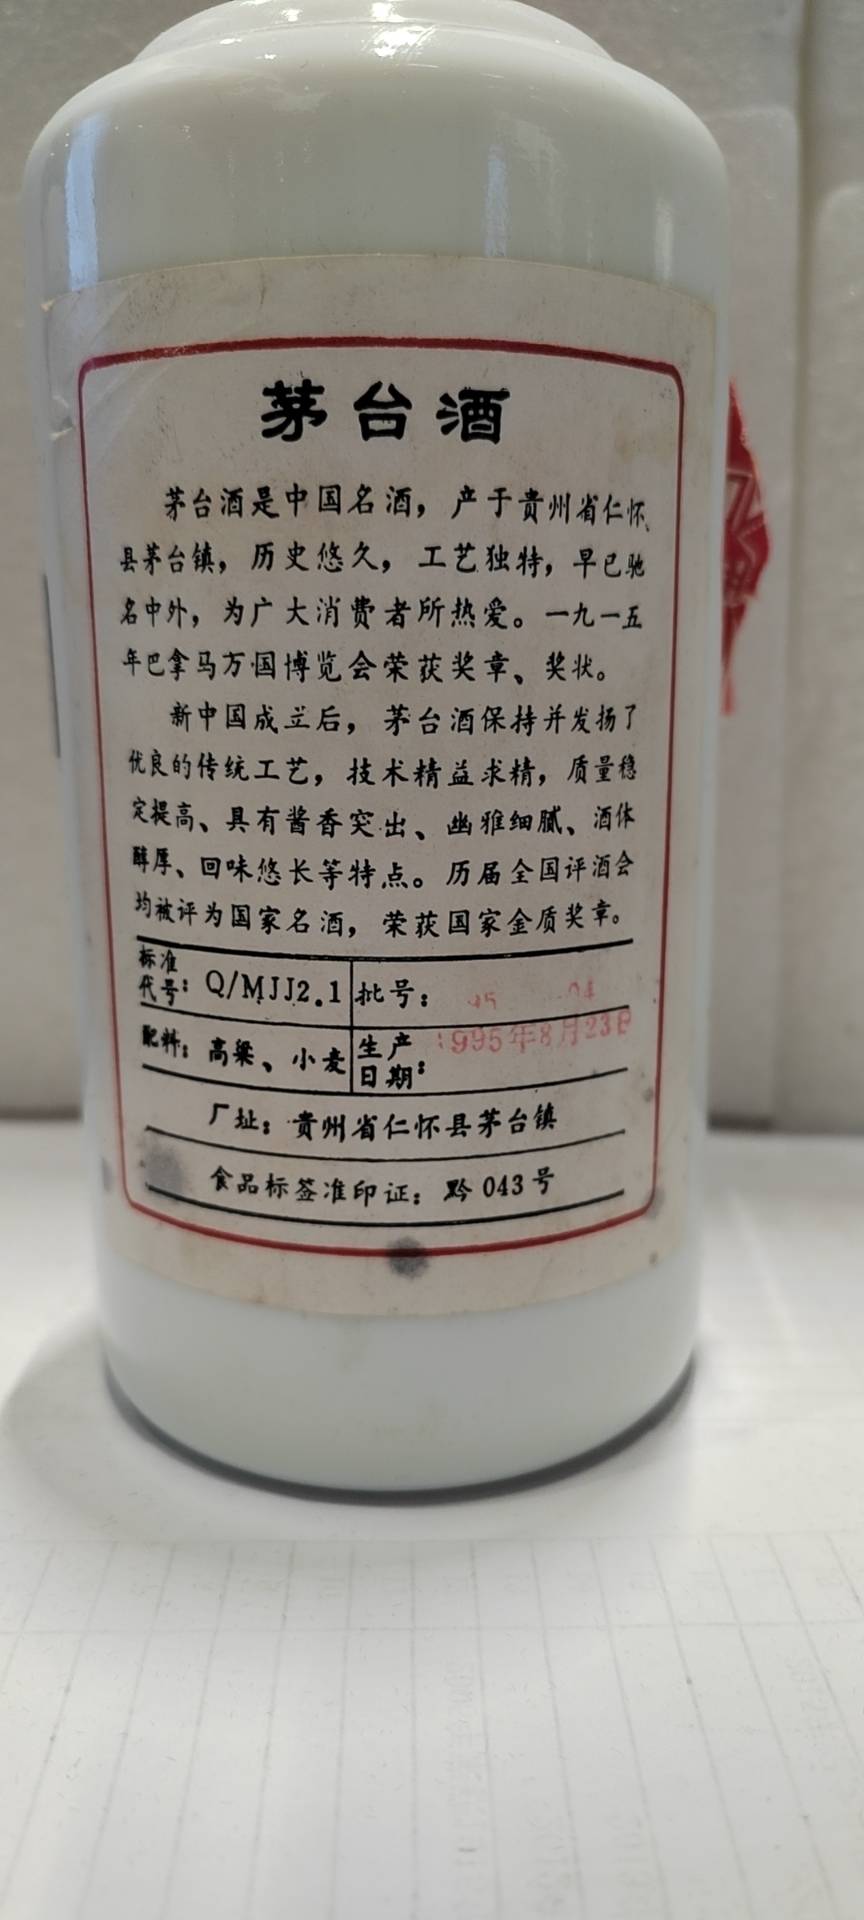 茅台酒
茅台酒是中国名酒，产于贵州省仁怀
县茅台镇，历史悠久，工艺独特，早已驰
名中外，为广大消费者所热爱。一九一五
年巴拿马万国博览会荣获奖章、奖状。
新中国成立后，茅台酒保持并发扬了
优良的传统工艺，技术精益求精，质量稳
定提高、具有酱香突出、幽雅细腻、酒体
醇厚、回味悠长等特点。历届全国评酒会
均被评为国家名酒，荣获国家金质奖章。
标准代号：Q/MJJ2.1 批号：95 04
配料：高粱、小麦 生产日期：1995年8月23日
厂址：贵州省仁怀县茅台镇
食品标签准印证：黔043号